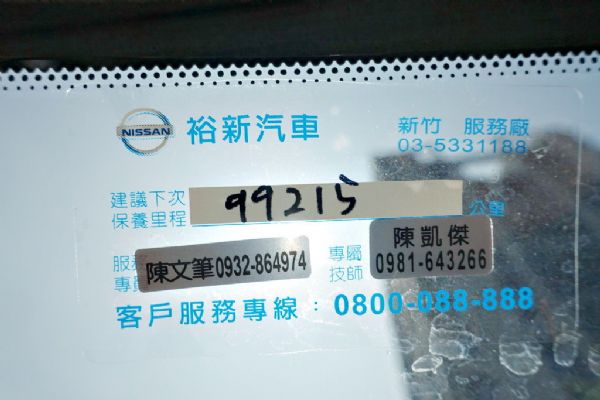 NISSAN 裕新汽車 新竹 服務廠
03-5331188
建議下次
保養里程 99215 公里
服務 陳文筆0932-864974 專屬 陳凱傑
專 技師 0981-643266
客戶服務專線：0800-088-888